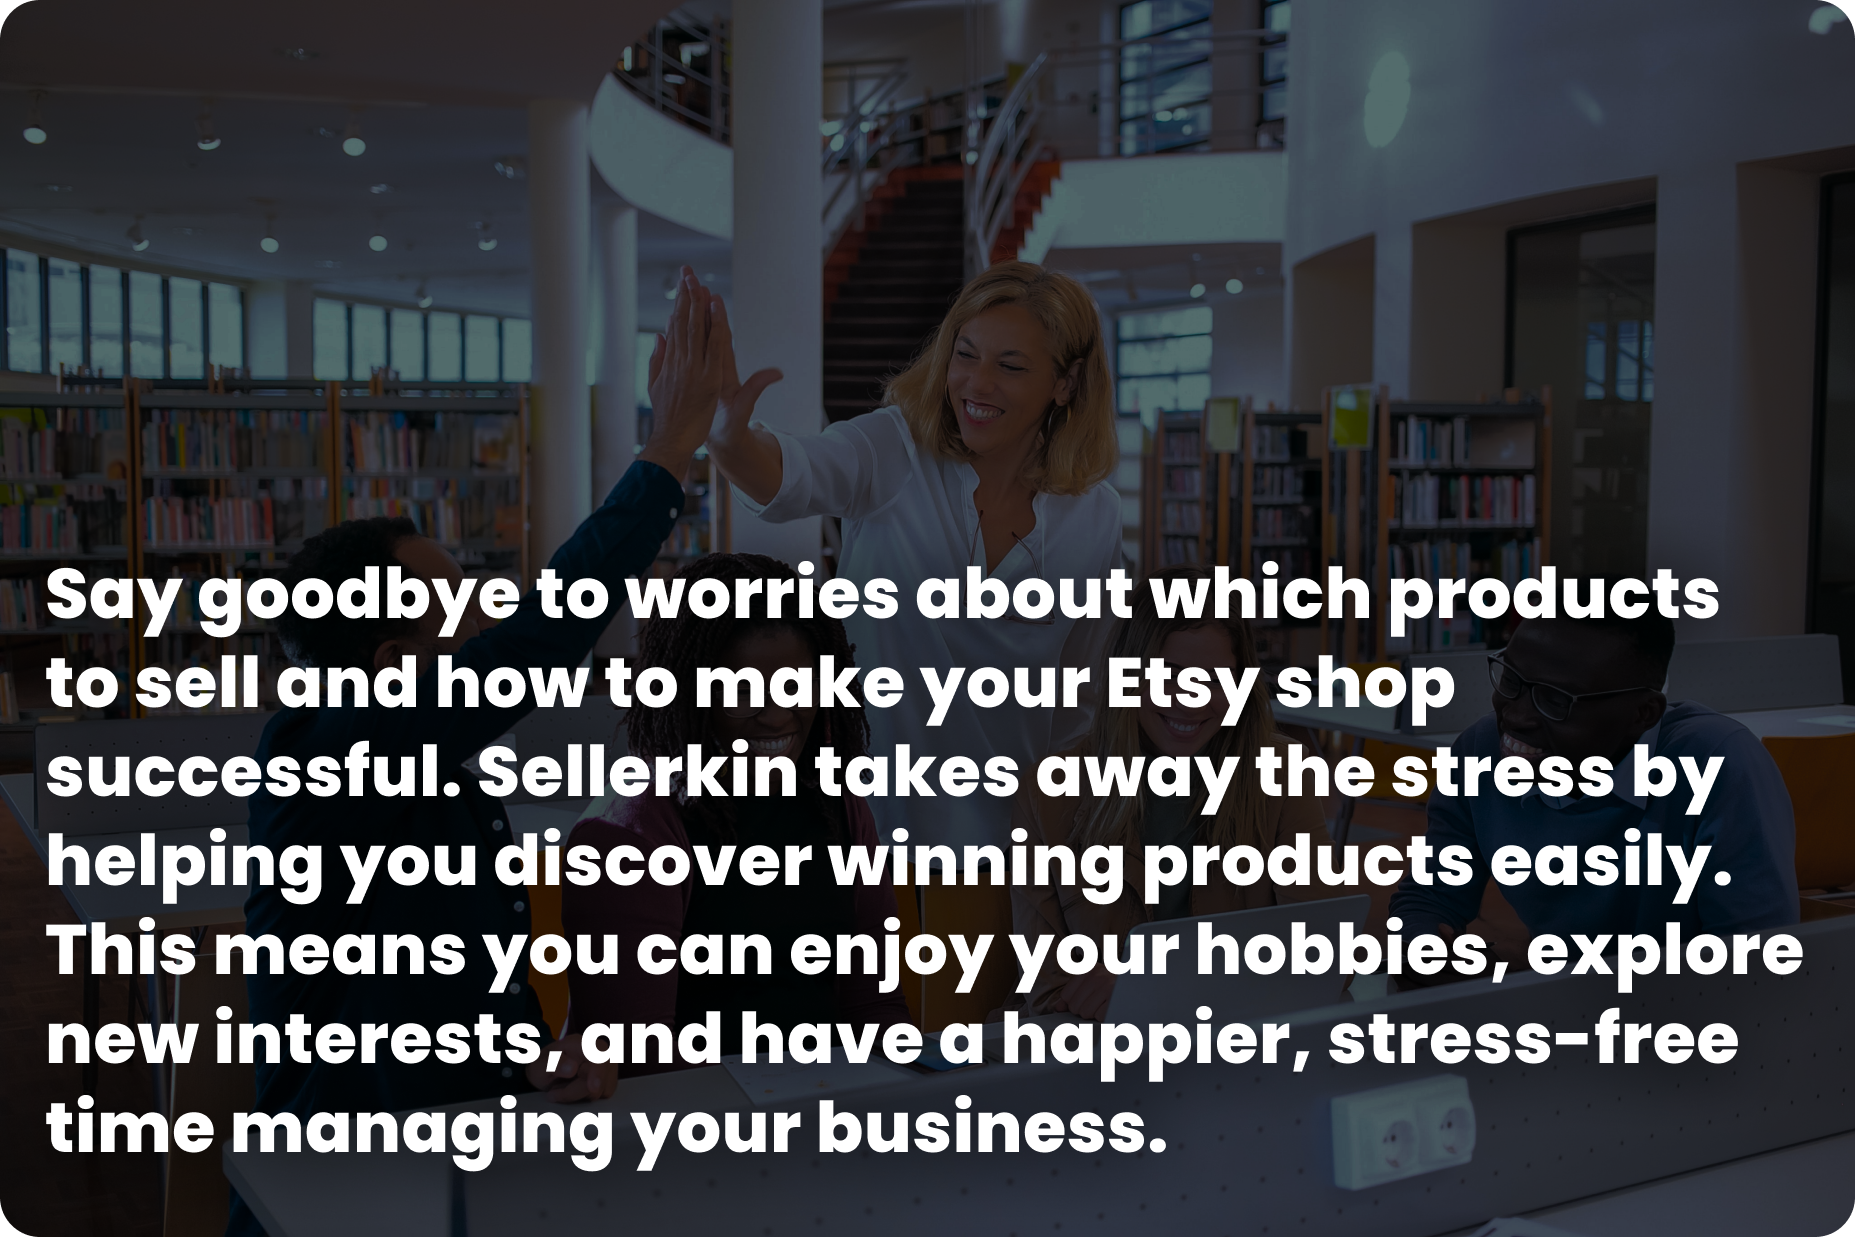 Say goodbye to worries about which products
to sell and how to make your Etsy shop
successful. Sellerkin takes away the stress by
helping you discover winning products easily.
This means you can enjoy your hobbies, explore
new interests, and have a happier, stress-free
time managing your business.